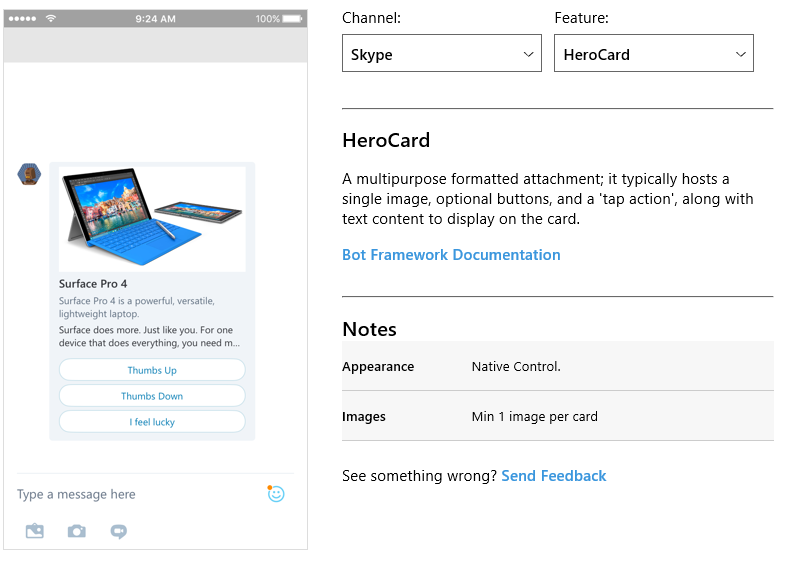 9:24 AM
100%
Surface Pro 4
Surface Pro 4 is a powerful, versatile,
lightweight laptop.
Surface does more. Just like you. For one
device that does everything, you need m...
Thumbs Up
Thumbs Down
I feel lucky
Type a message here
Channel:
Feature:
Skype
HeroCard
HeroCard
A multipurpose formatted attachment; it typically hosts a
single image, optional buttons, and a 'tap action', along with
text content to display on the card.
Bot Framework Documentation
Notes
Appearance
Native Control.
Images
Min 1 image per card
See something wrong? Send Feedback